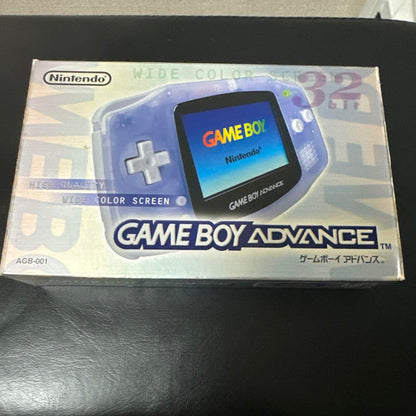 Nintendo
WIDE COLOR SCREEN
32
bit
GAME BOY
Nintendo
GAME BOY ADVANCE
HIGH QUALITY
WIDE COLOR SCREEN
GAME BOY ADVANCE TM
AGB-001
ゲームボーイ アドバンス